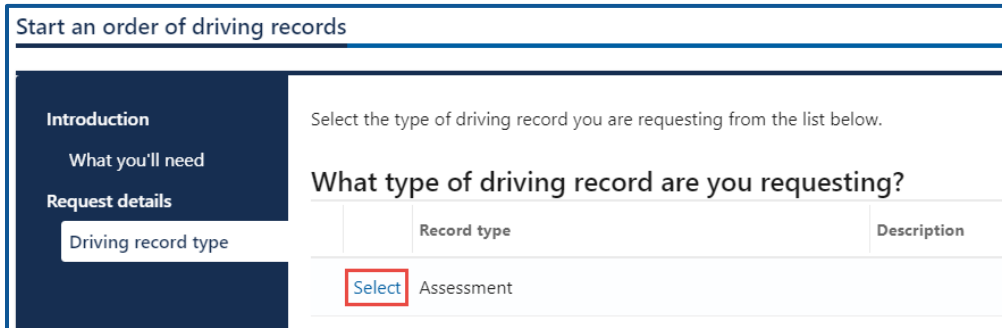 Start an order of driving records
Introduction
What you'll need
Request details
Driving record type
Select the type of driving record you are requesting from the list below.
What type of driving record are you requesting?
Record type Description
Select Assessment